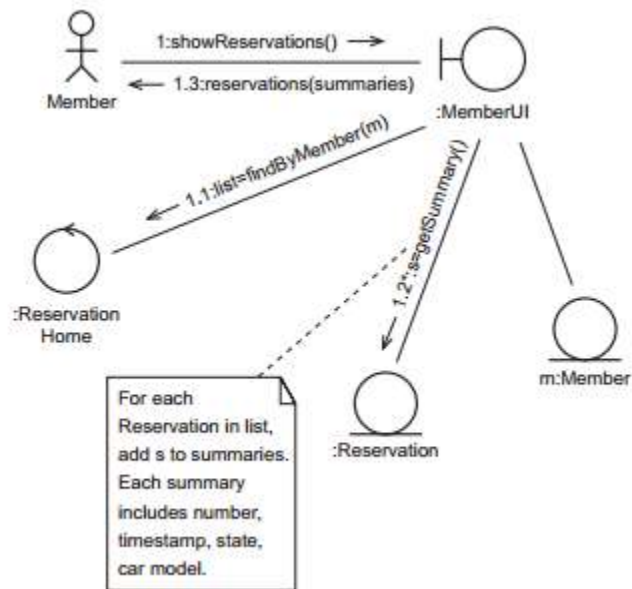 1:showReservations()
1.3:reservations(summaries)
Member
:MemberUI
1.1:list=findByMember(m)
1.2*:s=getSummary()
:Reservation
Home
m:Member
:Reservation
For each
Reservation in list,
add s to summaries.
Each summary
includes number,
timestamp, state,
car model.